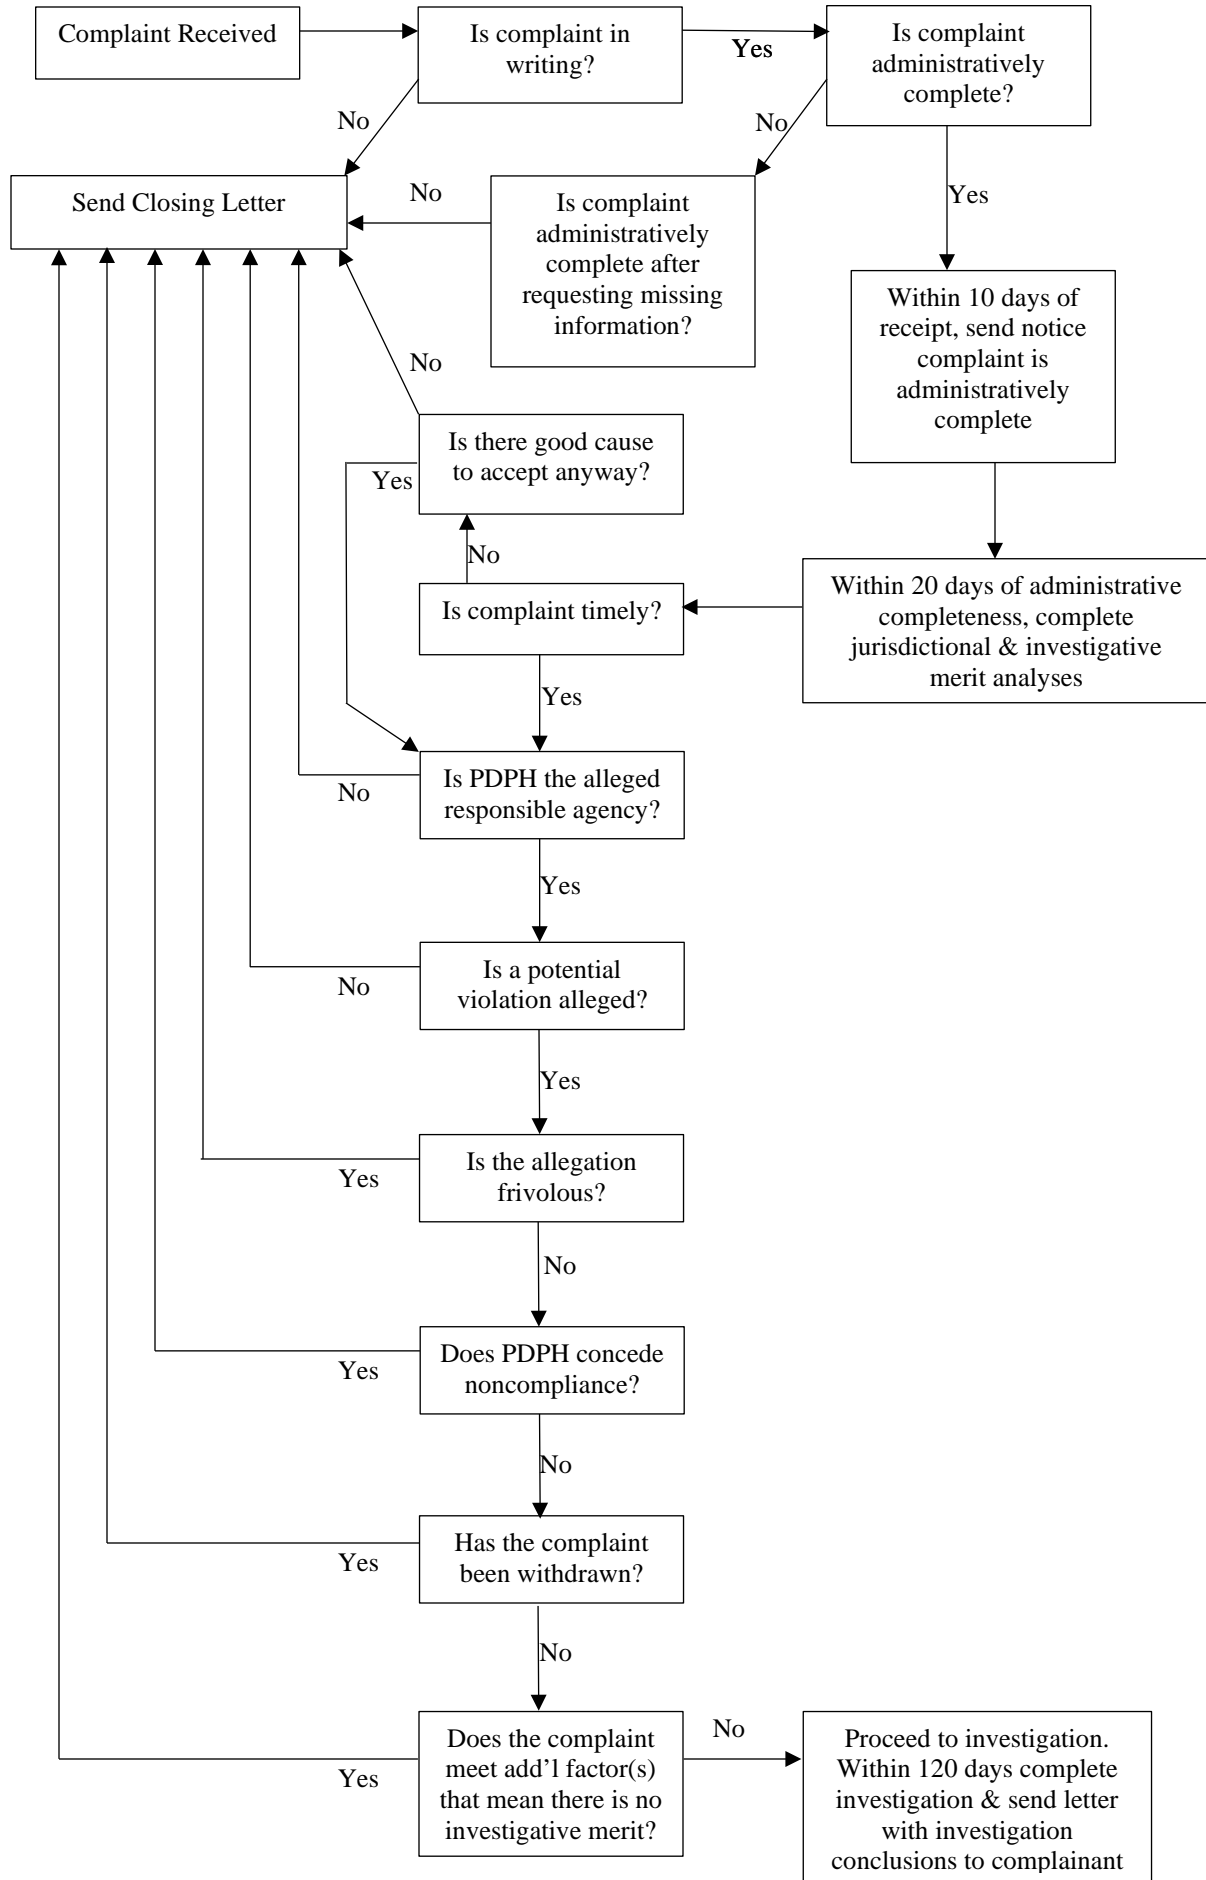 Complaint Received
Is complaint in
writing?
Yes
Is complaint
administratively
complete?
No
No
Yes
Send Closing Letter
No
Is complaint
administratively
complete after
requesting missing
information?
Within 10 days of
receipt, send notice
complaint is
administratively
complete
No
Is there good cause
to accept anyway?
Yes
No
Is complaint timely?
Within 20 days of administrative
completeness, complete
jurisdictional & investigative
merit analyses
Yes
Is PDPH the alleged
responsible agency?
No
Yes
Is a potential
violation alleged?
No
Yes
Is the allegation
frivolous?
Yes
No
Does PDPH concede
noncompliance?
Yes
No
Has the complaint
been withdrawn?
Yes
No
Does the complaint
meet add’l factor(s)
that mean there is no
investigative merit?
Yes
No
Proceed to investigation.
Within 120 days complete
investigation & send letter
with investigation
conclusions to complainant